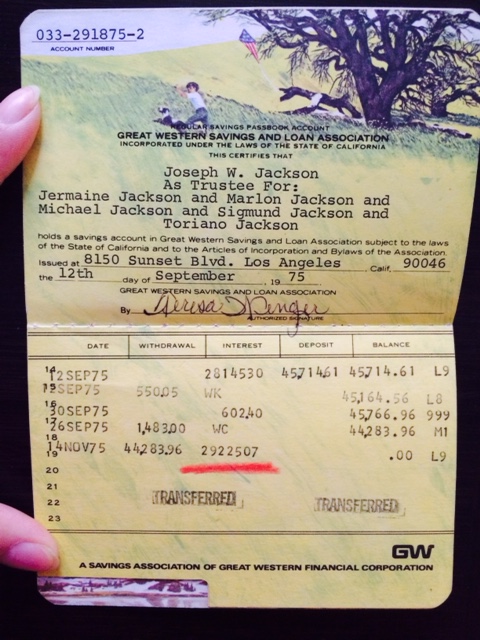 033-291875-2
ACCOUNT NUMBER
REGULAR SAVINGS PASSBOOK ACCOUNT
GREAT WESTERN SAVINGS AND LOAN ASSOCIATION
INCORPORATED UNDER THE LAWS OF THE STATE OF CALIFORNIA
THIS CERTIFIES THAT
Joseph W. Jackson
As Trustee For:
Jermaine Jackson and Marlon Jackson and
Michael Jackson and Sigmund Jackson and
Toriano Jackson
holds a savings account in Great Western Savings and Loan Association subject to the laws
of the State of California and to the Articles of Incorporation and Bylaws of the Association.
Issued at 8150 Sunset Blvd. Los Angeles, Calif. 90046
the 12th day of September, 19 75
GREAT WESTERN SAVINGS AND LOAN ASSOCIATION
By
AUTHORIZED SIGNATURE
DATE WITHDRAWAL INTEREST DEPOSIT BALANCE
14 12SEP75 2814530 45,714.61 45,714.61 L9
15 SEP75 550.05 WK 45,164.56 L8
16 30SEP75 602.40 45,766.96 999
17 26SEP75 1,483.00 WC 44,283.96 M1
18
19 14NOV75 44,283.96 2922507 .00 L9
20
21
22 TRANSFERRED TRANSFERRED
23
GW
A SAVINGS ASSOCIATION OF GREAT WESTERN FINANCIAL CORPORATION